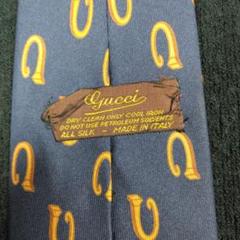 Gucci
DRY CLEAN ONLY COOL IRON
DO NOT USE PETROLEUM SOLVENTS
ALL SILK - MADE IN ITALY